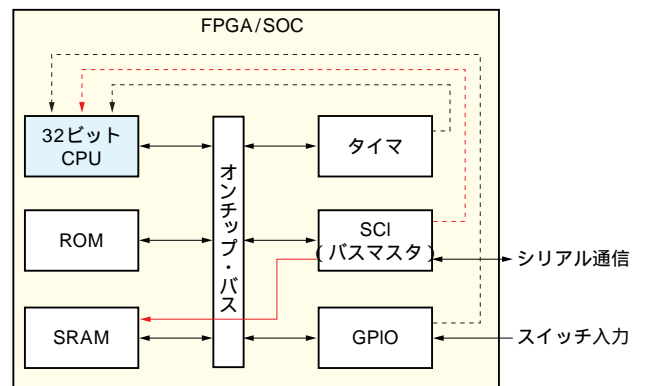 FPGA/SOC
32ビット
CPU
オンチップ・バス
タイマ
ROM
SCI
(バスマスタ)
シリアル通信
SRAM
GPIO
スイッチ入力